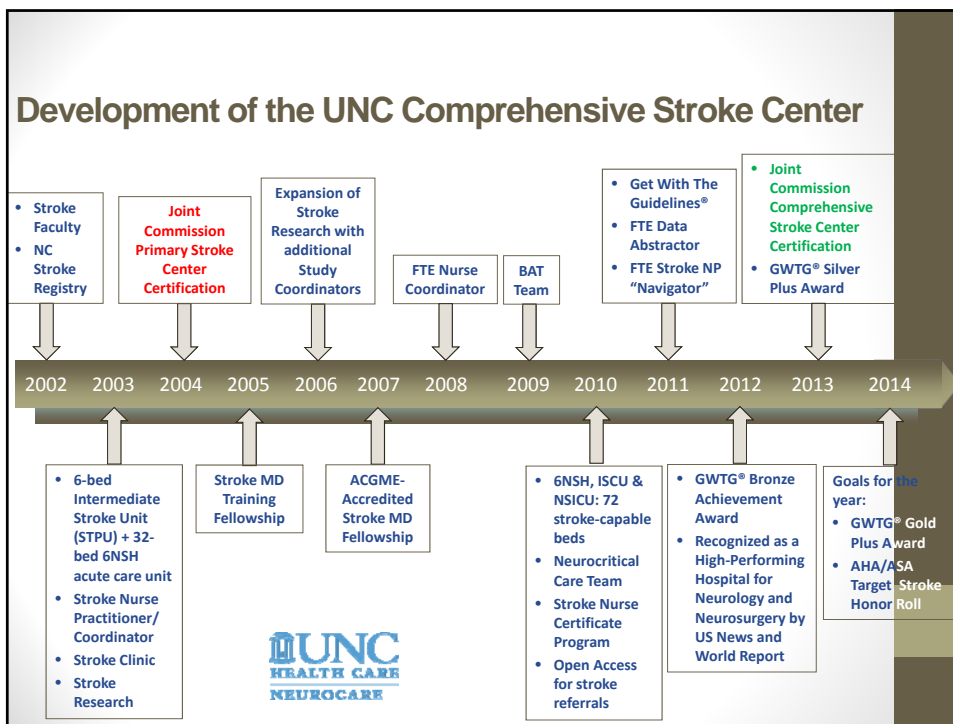 Development of the UNC Comprehensive Stroke Center
• Stroke
Faculty
• NC
Stroke
Registry
Joint
Commission
Primary Stroke
Center
Certification
Expansion of
Stroke
Research with
additional
Study
Coordinators
FTE Nurse
Coordinator
BAT
Team
• Get With The
Guidelines®
• FTE Data
Abstractor
• FTE Stroke NP
“Navigator”
• Joint
Commission
Comprehensive
Stroke Center
Certification
• GWTG® Silver
Plus Award
2002 2003 2004 2005 2006 2007 2008 2009 2010 2011 2012 2013 2014
• 6-bed
Intermediate
Stroke Unit
(STPU) + 32-
bed 6NSH
acute care unit
• Stroke Nurse
Practitioner/
Coordinator
• Stroke Clinic
• Stroke
Research
Stroke MD
Training
Fellowship
ACGME-
Accredited
Stroke MD
Fellowship
• 6NSH, ISCU &
NSICU: 72
stroke-capable
beds
• Neurocritical
Care Team
• Stroke Nurse
Certificate
Program
• Open Access
for stroke
referrals
• GWTG® Bronze
Achievement
Award
• Recognized as a
High-Performing
Hospital for
Neurology and
Neurosurgery by
US News and
World Report
Goals for the
year:
• GWTG® Gold
Plus Award
• AHA/ASA
Target Stroke
Honor Roll
UNC
HEALTH CARE
NEUROCARE